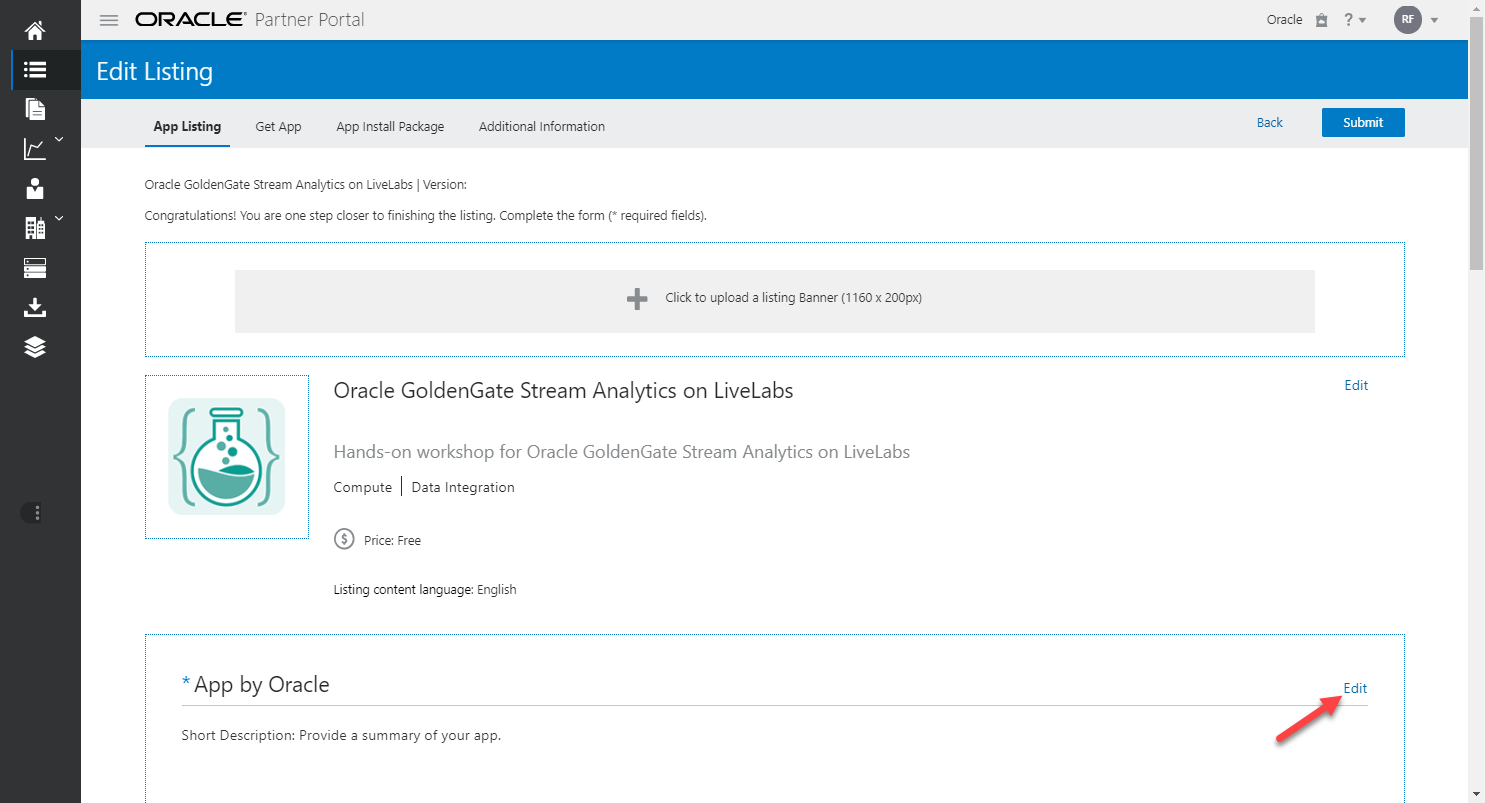 ORACLE Partner Portal
Oracle
?
RF
Edit Listing
App Listing Get App App Install Package Additional Information Back Submit
Oracle GoldenGate Stream Analytics on LiveLabs | Version:
Congratulations! You are one step closer to finishing the listing. Complete the form (* required fields).
Click to upload a listing Banner (1160 x 200px)
Oracle GoldenGate Stream Analytics on LiveLabs
Edit
Hands-on workshop for Oracle GoldenGate Stream Analytics on LiveLabs
Compute | Data Integration
$ Price: Free
Listing content language: English
* App by Oracle
Edit
Short Description: Provide a summary of your app.